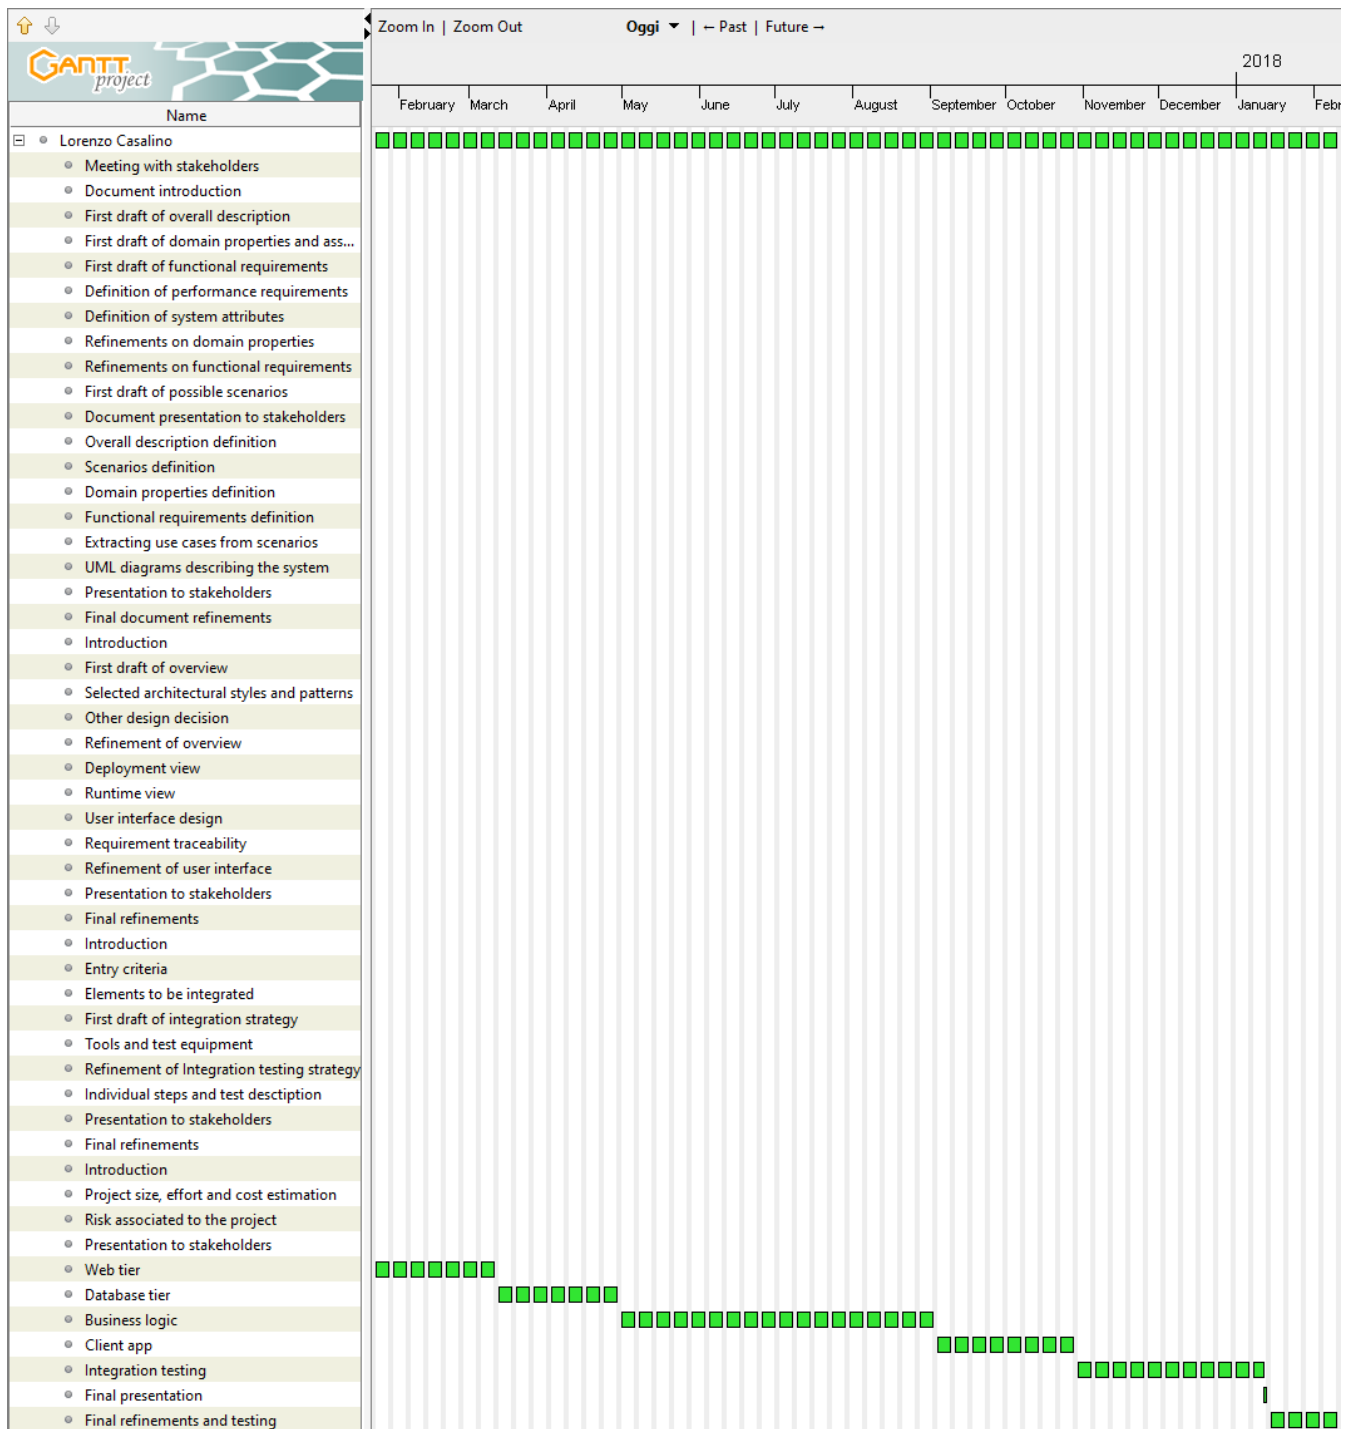 Zoom In | Zoom Out Oggi | ← Past | Future →
GANTT
project
2018
February March April May June July August September October November December January Febr
Name
Lorenzo Casalino
Meeting with stakeholders
Document introduction
First draft of overall description
First draft of domain properties and ass...
First draft of functional requirements
Definition of performance requirements
Definition of system attributes
Refinements on domain properties
Refinements on functional requirements
First draft of possible scenarios
Document presentation to stakeholders
Overall description definition
Scenarios definition
Domain properties definition
Functional requirements definition
Extracting use cases from scenarios
UML diagrams describing the system
Presentation to stakeholders
Final document refinements
Introduction
First draft of overview
Selected architectural styles and patterns
Other design decision
Refinement of overview
Deployment view
Runtime view
User interface design
Requirement traceability
Refinement of user interface
Presentation to stakeholders
Final refinements
Introduction
Entry criteria
Elements to be integrated
First draft of integration strategy
Tools and test equipment
Refinement of Integration testing strategy
Individual steps and test desctiption
Presentation to stakeholders
Final refinements
Introduction
Project size, effort and cost estimation
Risk associated to the project
Presentation to stakeholders
Web tier
Database tier
Business logic
Client app
Integration testing
Final presentation
Final refinements and testing